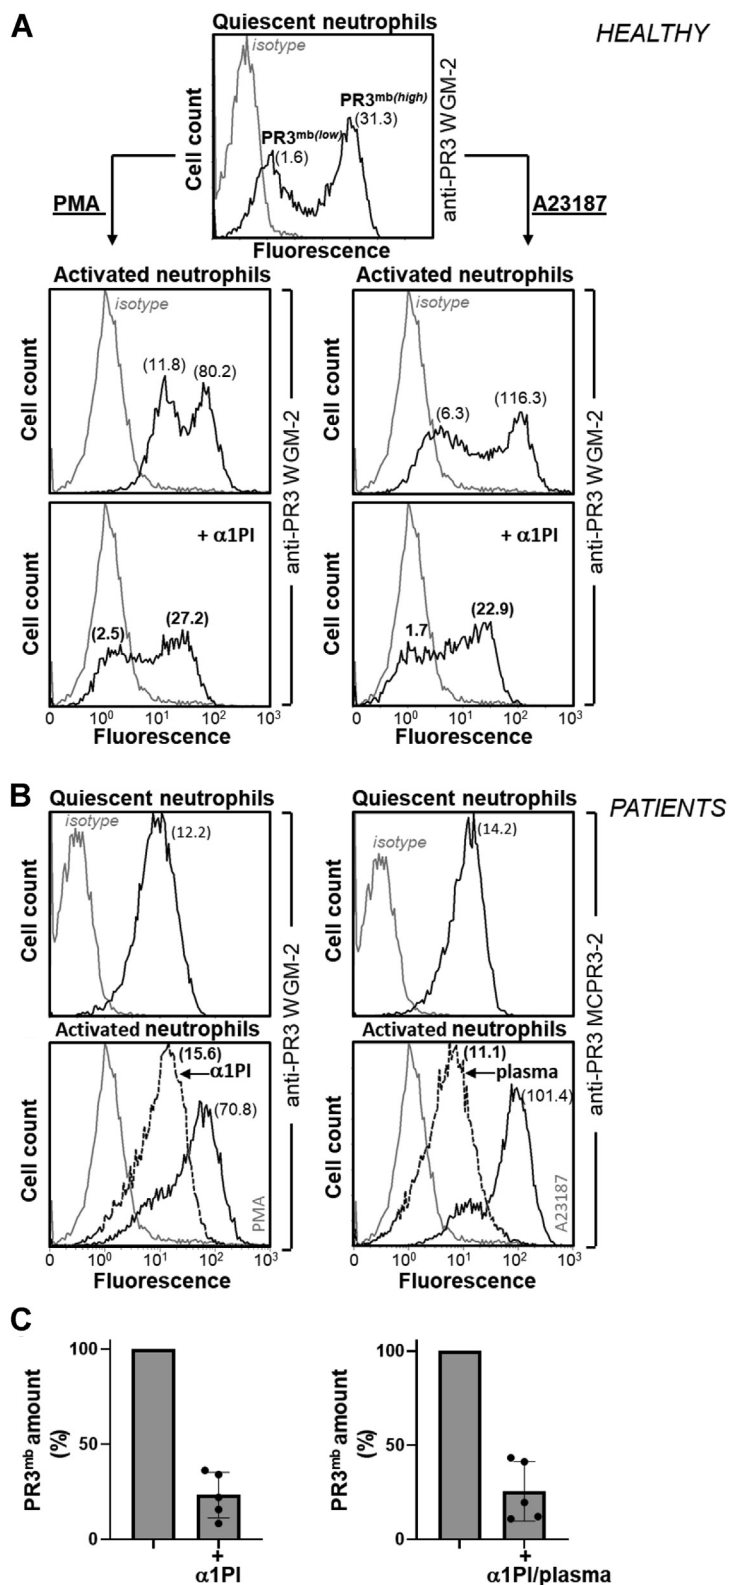 A
HEALTHY
Quiescent neutrophils
isotype
PR3mb(high)
(31.3)
PR3mb(low)
(1.6)
Cell count
anti-PR3 WGM-2
Fluorescence
PMA
A23187
Activated neutrophils
isotype
(11.8)
(80.2)
Cell count
anti-PR3 WGM-2
+ α1PI
(2.5)
(27.2)
Cell count
0 10⁰ 10¹ 10² 10³
Fluorescence
Activated neutrophils
isotype
(6.3)
(116.3)
Cell count
anti-PR3 WGM-2
+ α1PI
1.7
(22.9)
Cell count
0 10⁰ 10¹ 10² 10³
Fluorescence
B
PATIENTS
Quiescent neutrophils
isotype
(12.2)
Cell count
anti-PR3 WGM-2
Activated neutrophils
(15.6)
α1PI
(70.8)
PMA
Cell count
0 10⁰ 10¹ 10² 10³
Fluorescence
Quiescent neutrophils
isotype
(14.2)
Cell count
anti-PR3 MCPR3-2
Activated neutrophils
(11.1)
plasma
(101.4)
A23187
Cell count
0 10⁰ 10¹ 10² 10³
Fluorescence
C
PR3mb amount
(%)
100
50
0
-
+
α1PI
PR3mb amount
(%)
100
50
0
-
+
α1PI/plasma